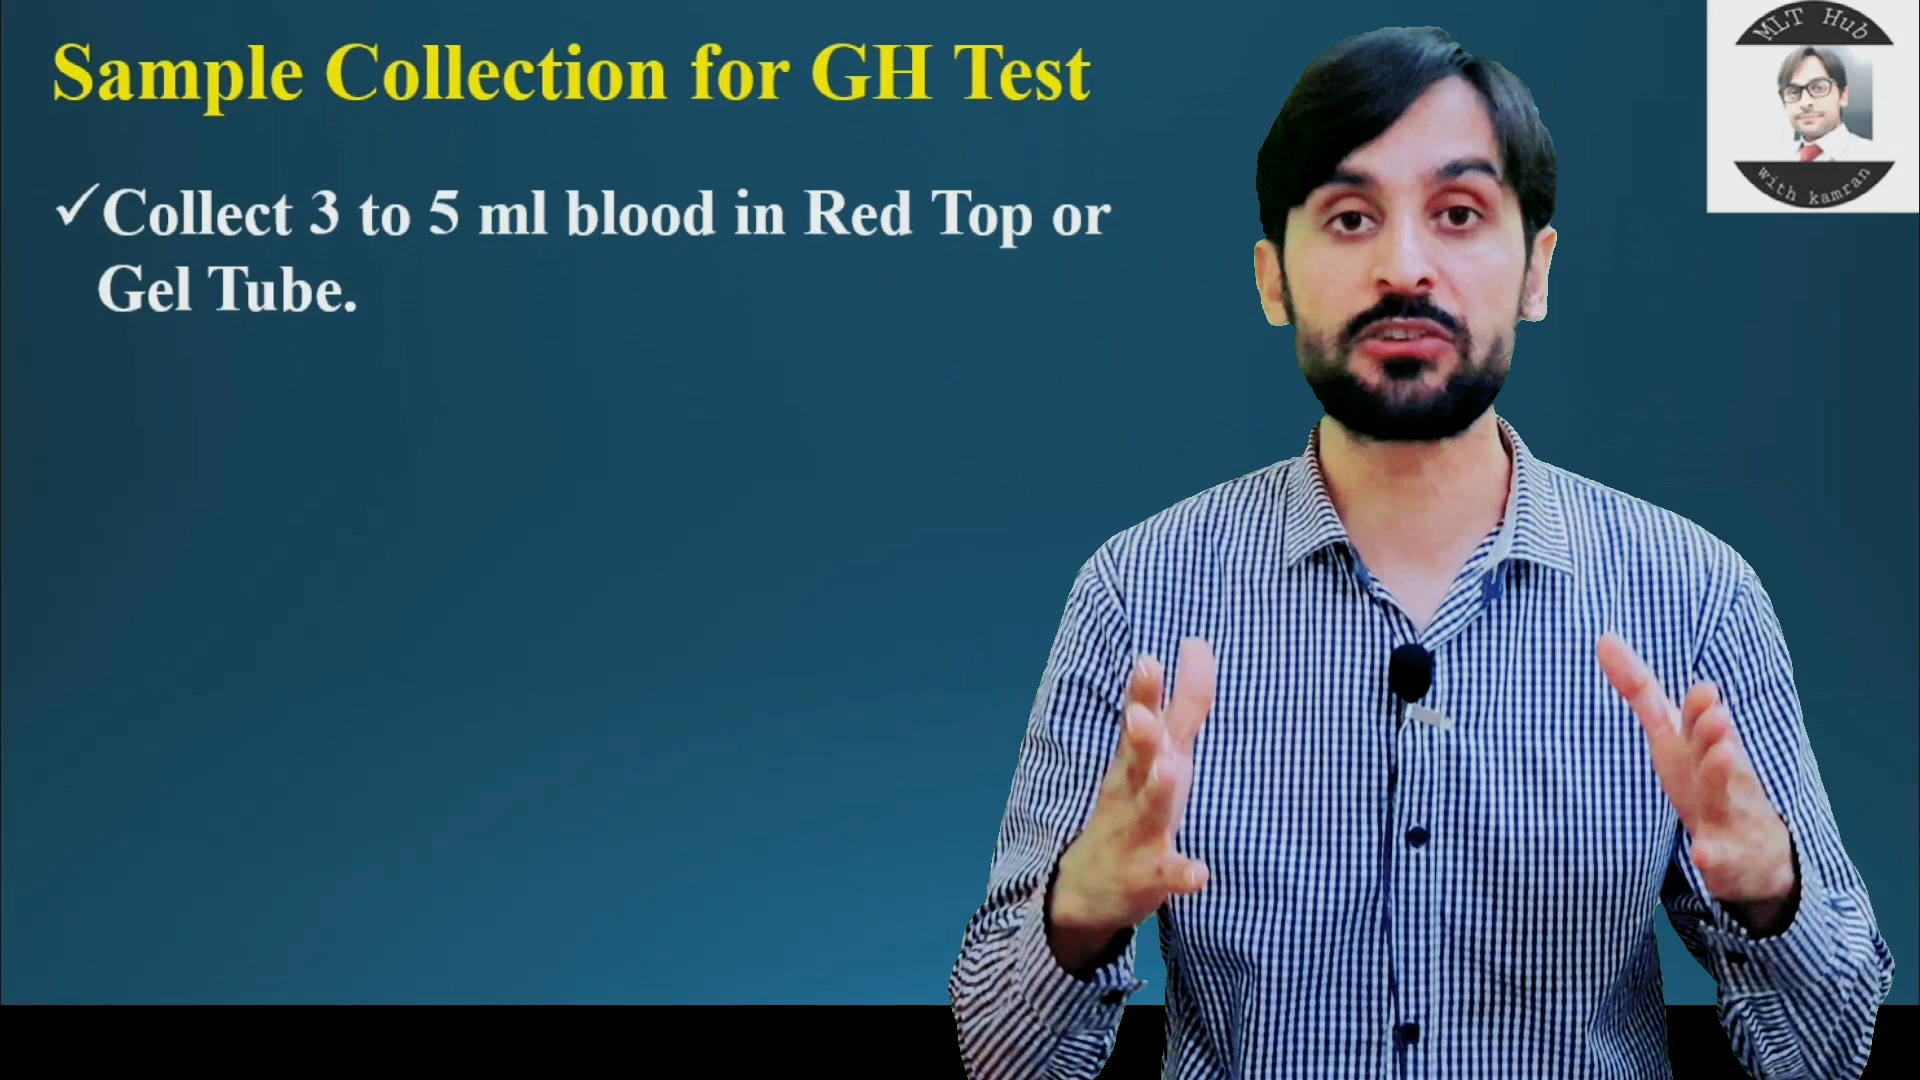 Sample Collection for GH Test
✓Collect 3 to 5 ml blood in Red Top or
Gel Tube.
MLT Hub
with kamran